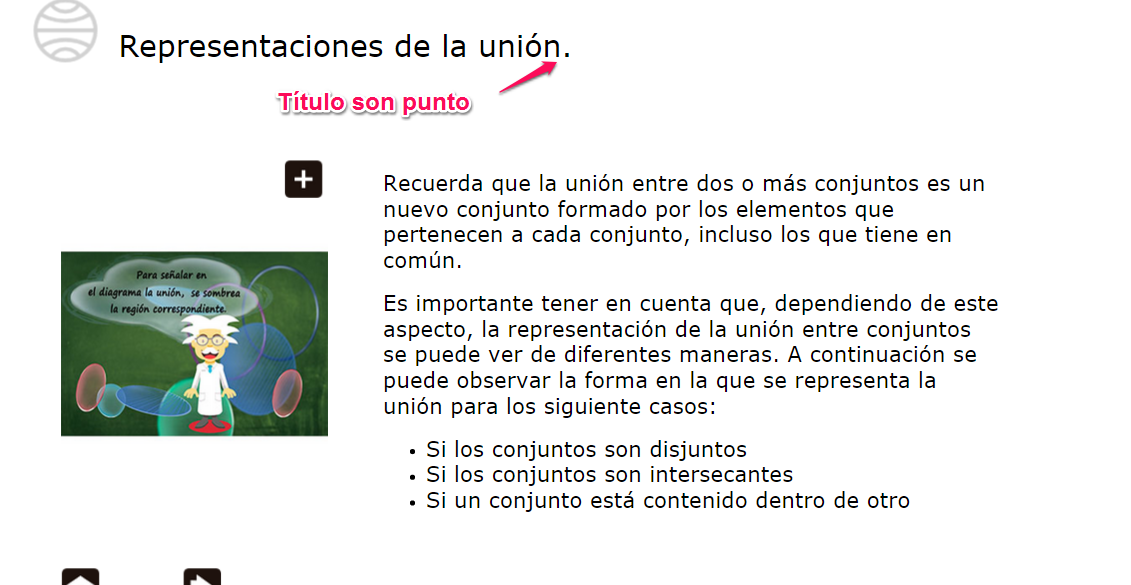 Representaciones de la unión.
Título son punto
Recuerda que la unión entre dos o más conjuntos es un
nuevo conjunto formado por los elementos que
pertenecen a cada conjunto, incluso los que tiene en
común.
Para señalar en
el diagrama la unión, se sombrea
la región correspondiente.
Es importante tener en cuenta que, dependiendo de este
aspecto, la representación de la unión entre conjuntos
se puede ver de diferentes maneras. A continuación se
puede observar la forma en la que se representa la
unión para los siguiente casos:
• Si los conjuntos son disjuntos
• Si los conjuntos son intersecantes
• Si un conjunto está contenido dentro de otro